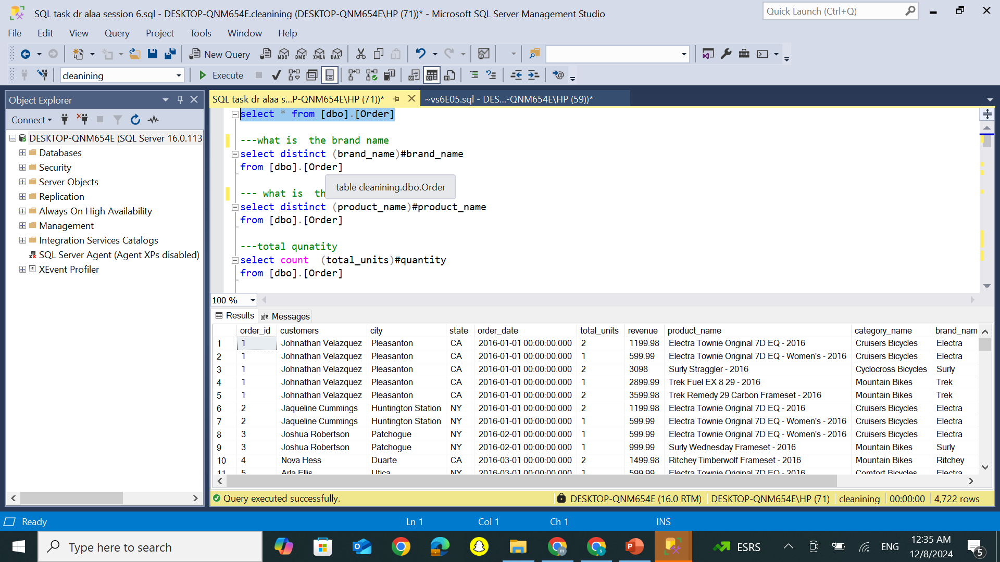 SQL task dr alaa session 6.sql - DESKTOP-QNM654E.cleanining (DESKTOP-QNM654E\HP (71))* - Microsoft SQL Server Management Studio
Quick Launch (Ctrl+Q)
File Edit View Query Project Tools Window Help
New Query MDX DMX XMLA DAX
cleanining Execute
Object Explorer
Connect
DESKTOP-QNM654E (SQL Server 16.0.113
Databases
Security
Server Objects
Replication
Always On High Availability
Management
Integration Services Catalogs
SQL Server Agent (Agent XPs disabled)
XEvent Profiler
SQL task dr alaa s...P-QNM654E\HP (71))* ~vs6E05.sql - DES...-QNM654E\HP (59))*
select * from [dbo].[Order]
---what is  the brand name
select distinct (brand_name)#brand_name
from [dbo].[Order]
table cleanining.dbo.Order
--- what is  th
select distinct (product_name)#product_name
from [dbo].[Order]
---total qunatity
select count  (total_units)#quantity
from [dbo].[Order]
100 %
Results Messages
order_id customers city state order_date total_units revenue product_name category_name brand_nam
1 1 Johnathan Velazquez Pleasanton CA 2016-01-01 00:00:00.000 2 1199.98 Electra Townie Original 7D EQ - 2016 Cruisers Bicycles Electra
2 1 Johnathan Velazquez Pleasanton CA 2016-01-01 00:00:00.000 1 599.99 Electra Townie Original 7D EQ - Women's - 2016 Cruisers Bicycles Electra
3 1 Johnathan Velazquez Pleasanton CA 2016-01-01 00:00:00.000 2 3098 Surly Straggler - 2016 Cyclocross Bicycles Surly
4 1 Johnathan Velazquez Pleasanton CA 2016-01-01 00:00:00.000 1 2899.99 Trek Fuel EX 8 29 - 2016 Mountain Bikes Trek
5 1 Johnathan Velazquez Pleasanton CA 2016-01-01 00:00:00.000 2 3599.98 Trek Remedy 29 Carbon Frameset - 2016 Mountain Bikes Trek
6 2 Jaqueline Cummings Huntington Station NY 2016-01-01 00:00:00.000 2 1199.98 Electra Townie Original 7D EQ - 2016 Cruisers Bicycles Electra
7 2 Jaqueline Cummings Huntington Station NY 2016-01-01 00:00:00.000 1 599.99 Electra Townie Original 7D EQ - Women's - 2016 Cruisers Bicycles Electra
8 3 Joshua Robertson Patchogue NY 2016-02-01 00:00:00.000 1 599.99 Electra Townie Original 7D EQ - Women's - 2016 Cruisers Bicycles Electra
9 3 Joshua Robertson Patchogue NY 2016-02-01 00:00:00.000 1 999.99 Surly Wednesday Frameset - 2016 Mountain Bikes Surly
10 4 Nova Hess Duarte CA 2016-03-01 00:00:00.000 2 1499.98 Ritchey Timberwolf Frameset - 2016 Mountain Bikes Ritchey
11 5 Arla Ellis Utica NY 2016-03-01 00:00:00.000 1 599.99 Electra Townie Original 7D EQ - 2016 Comfort Bicycles Electra
Query executed successfully. DESKTOP-QNM654E (16.0 RTM) DESKTOP-QNM654E\HP (71) cleanining 00:00:00 4,722 rows
Ready Ln 1 Col 1 Ch 1 INS
Type here to search ESRS ENG 12:35 AM
12/8/2024 5